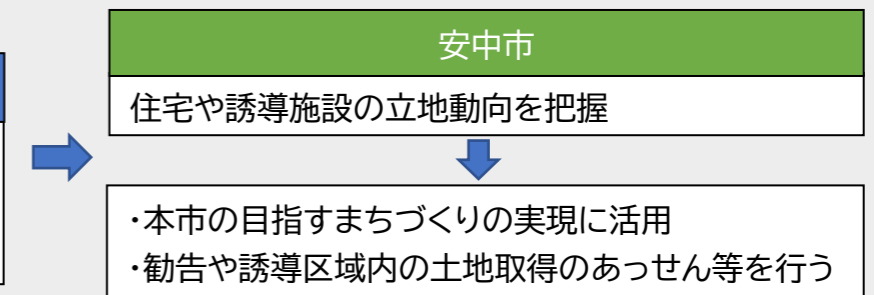 安中市
住宅や誘導施設の立地動向を把握
・本市の目指すまちづくりの実現に活用
・勧告や誘導区域内の土地取得のあっせん等を行う